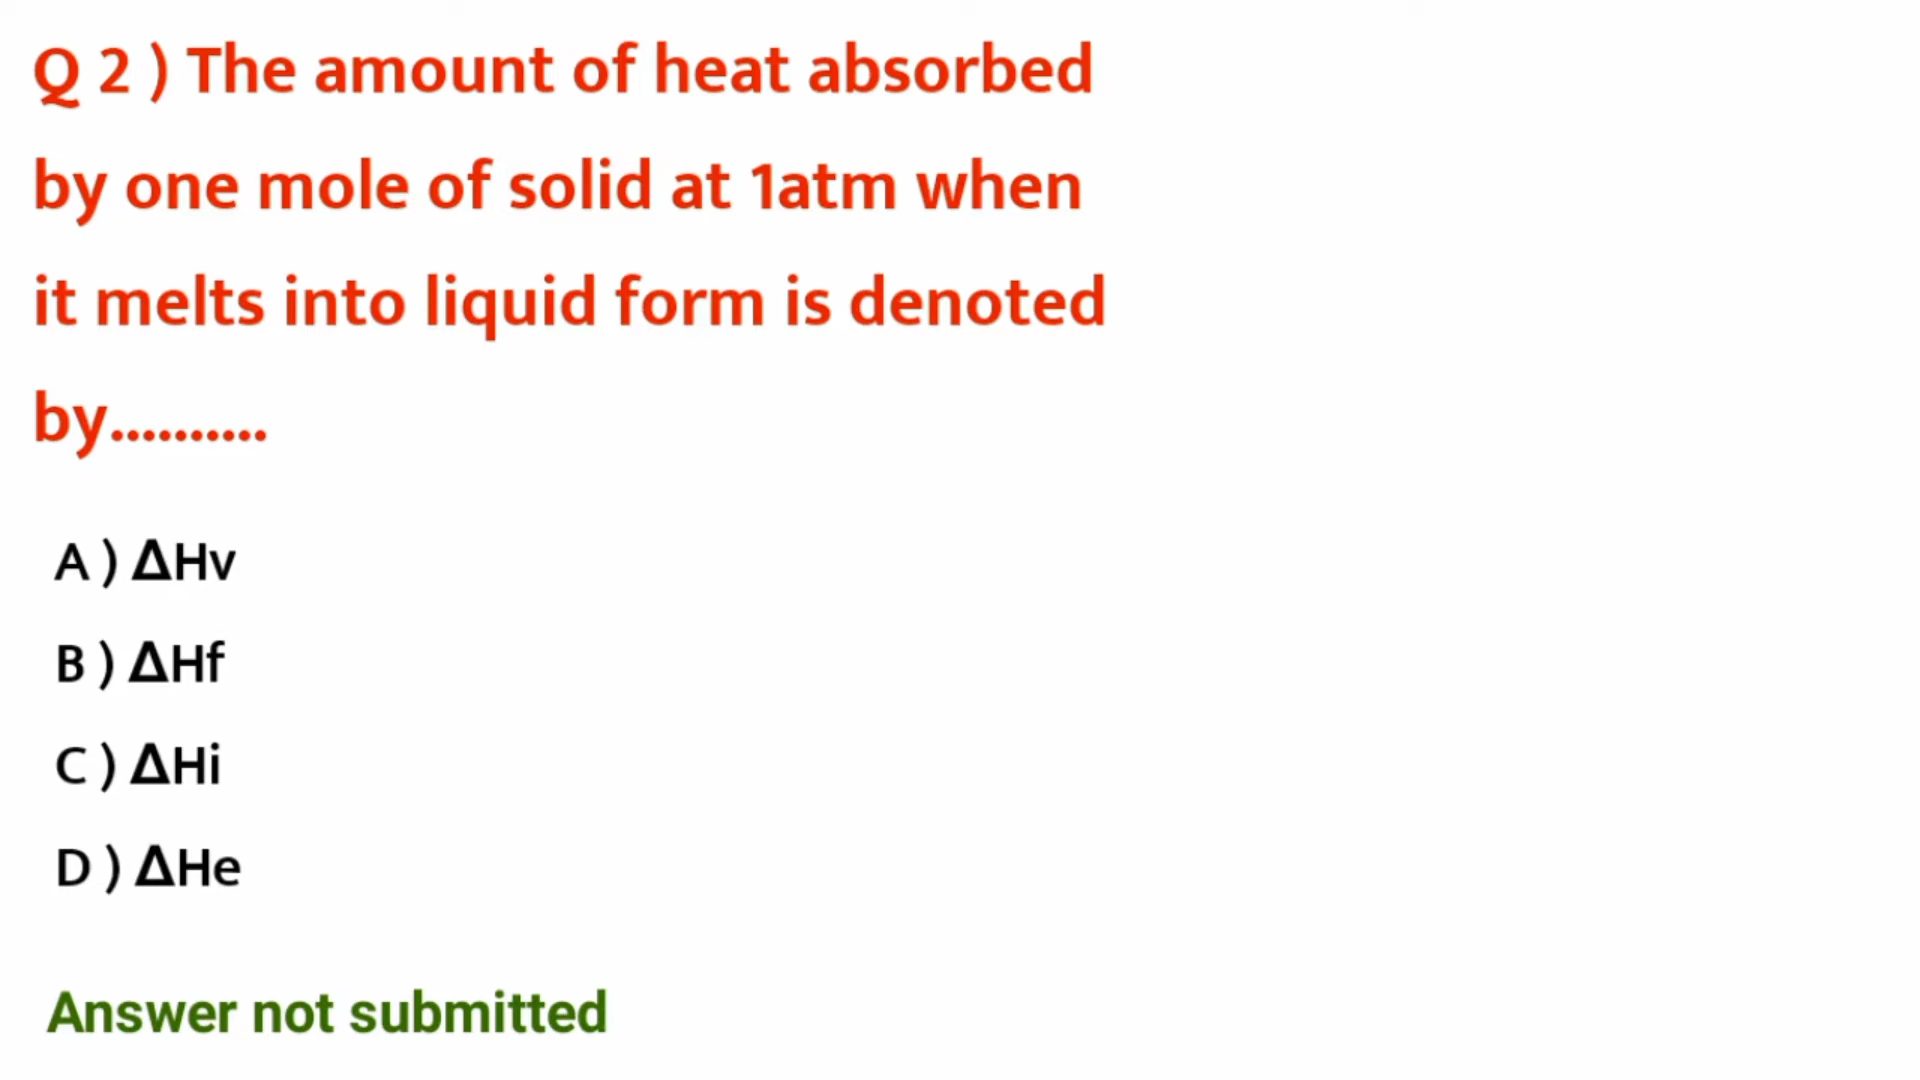 Q 2 ) The amount of heat absorbed
by one mole of solid at 1atm when
it melts into liquid form is denoted
by..........
A ) ΔHv
B ) ΔHf
C ) ΔHi
D ) ΔHe
Answer not submitted